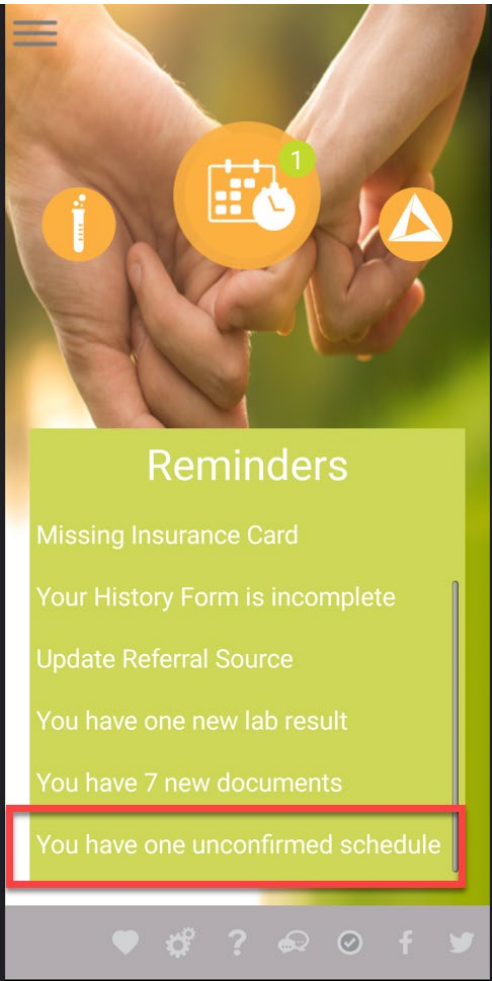 1
Reminders
Missing Insurance Card
Your History Form is incomplete
Update Referral Source
You have one new lab result
You have 7 new documents
You have one unconfirmed schedule